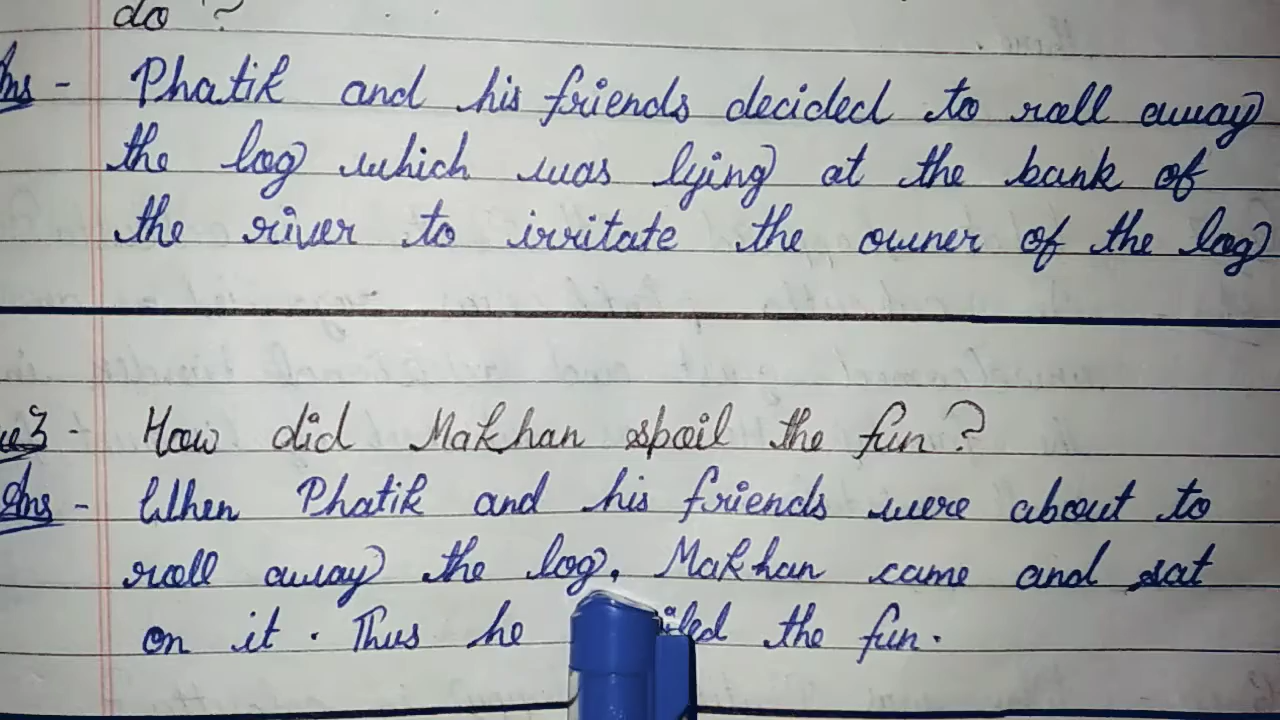 do ?
Ans - Phatik and his friends decided to roll away
the log which was lying at the bank of
the river to irritate the owner of the log
ue 3 - How did Makhan spoil the fun ?
Ans - When Phatik and his friends were about to
roll away the log, Makhan came and sat
on it. Thus he the fun.